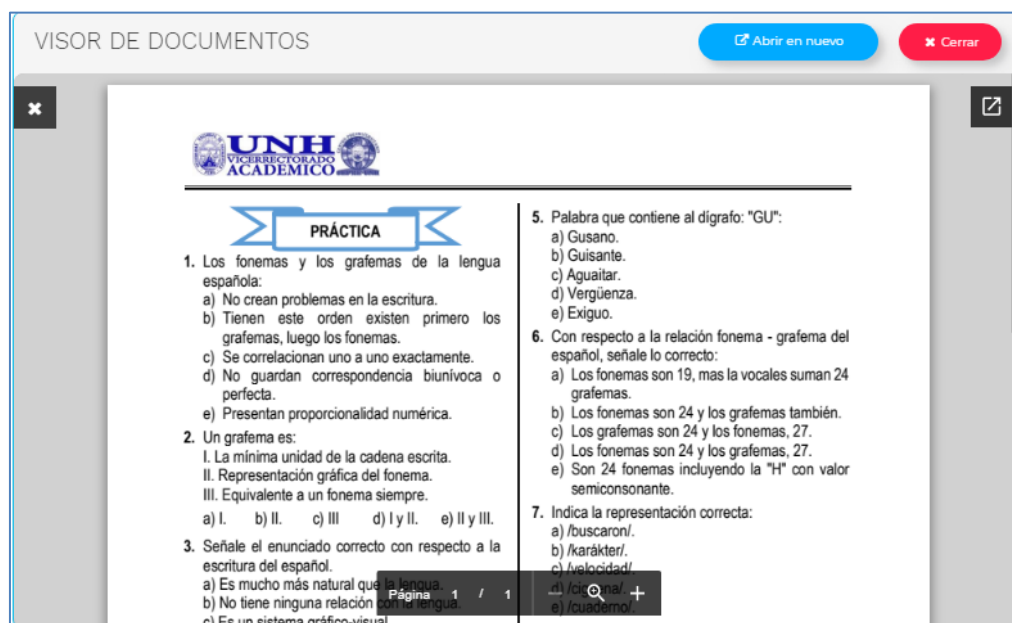 VISOR DE DOCUMENTOS
Abrir en nuevo
Cerrar
UNH
VICERRECTORADO
ACADÉMICO
PRÁCTICA
1. Los fonemas y los grafemas de la lengua
española:
a) No crean problemas en la escritura.
b) Tienen este orden existen primero los
grafemas, luego los fonemas.
c) Se correlacionan uno a uno exactamente.
d) No guardan correspondencia biunívoca o
perfecta.
e) Presentan proporcionalidad numérica.
2. Un grafema es:
I. La mínima unidad de la cadena escrita.
II. Representación gráfica del fonema.
III. Equivalente a un fonema siempre.
a) I. b) II. c) III d) I y II. e) II y III.
3. Señale el enunciado correcto con respecto a la
escritura del español.
a) Es mucho más natural que la lengua.
b) No tiene ninguna relación con la lengua.
c) Es un sistema gráfico-visual
5. Palabra que contiene al dígrafo: "GU":
a) Gusano.
b) Guisante.
c) Aguaitar.
d) Vergüenza.
e) Exiguo.
6. Con respecto a la relación fonema - grafema del
español, señale lo correcto:
a) Los fonemas son 19, mas la vocales suman 24
grafemas.
b) Los fonemas son 24 y los grafemas también.
c) Los grafemas son 24 y los fonemas, 27.
d) Los fonemas son 24 y los grafemas, 27.
e) Son 24 fonemas incluyendo la "H" con valor
semiconsonante.
7. Indica la representación correcta:
a) /buscaron/.
b) /karákter/.
c) /velocidad/.
d)
e) /cuaderno/.
Página 1 / 1